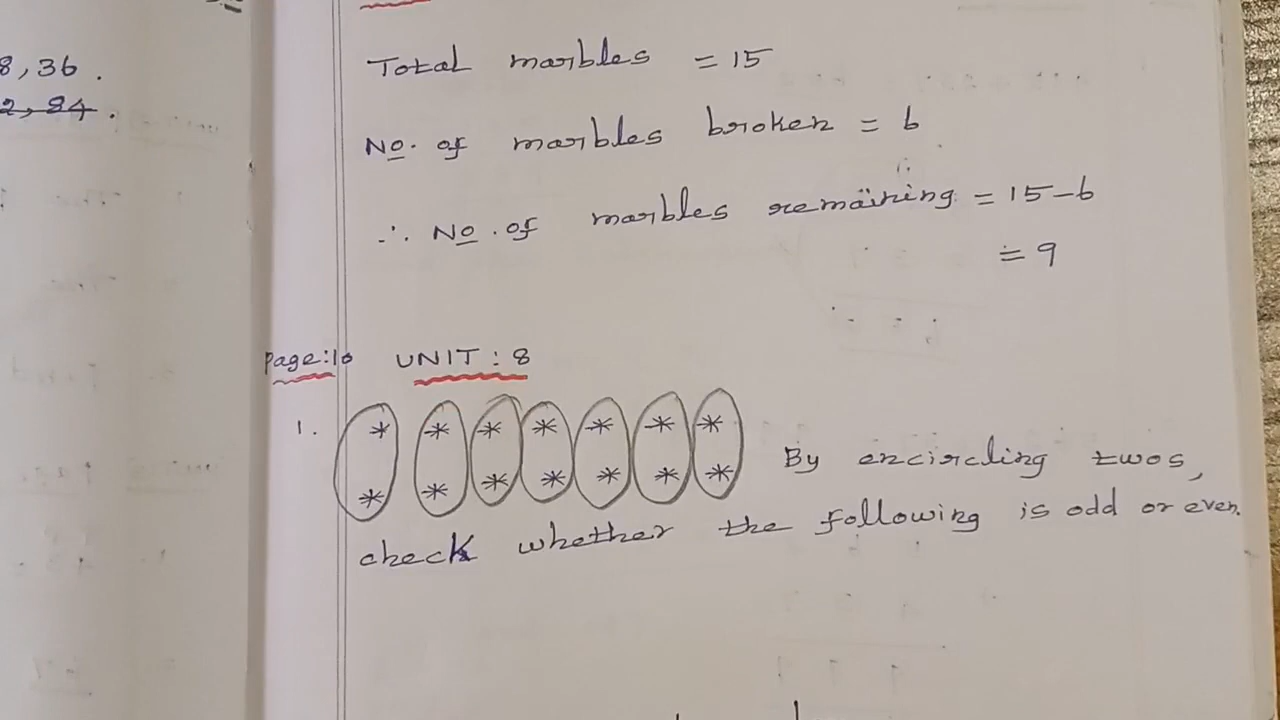 8, 36 .
2, 84 .
Total marbles = 15
No. of marbles broken = 6
∴ No. of marbles remaining = 15-6
= 9
Page:10 UNIT : 8
1. * * * * * * * By encircling twos,
* * * * * * *
check whether the following is odd or even.